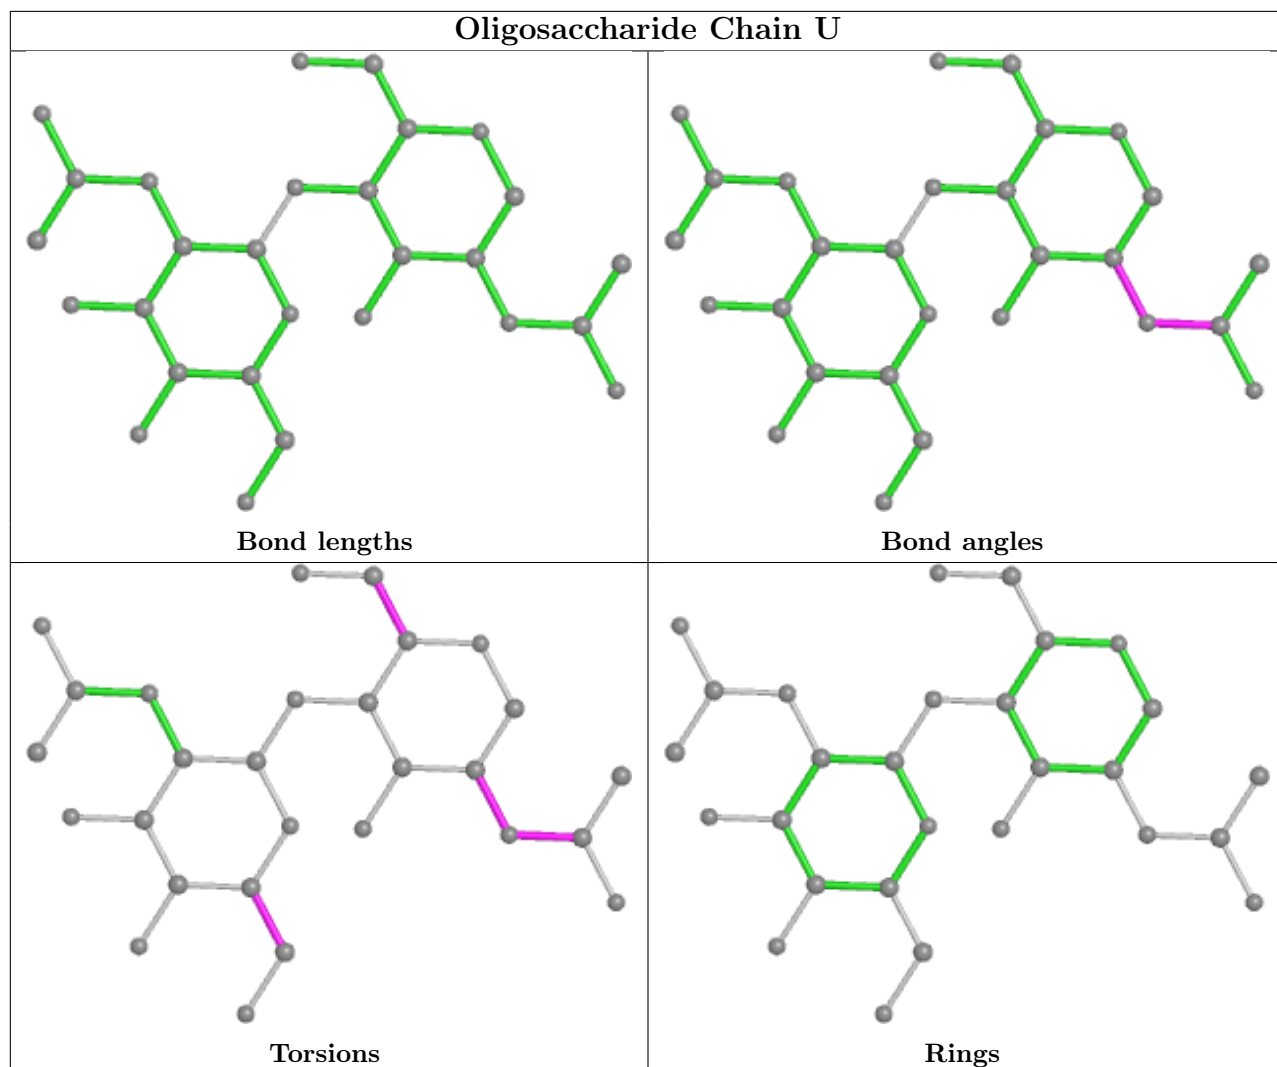 Oligosaccharide Chain U
Bond lengths
Bond angles
Torsions
Rings